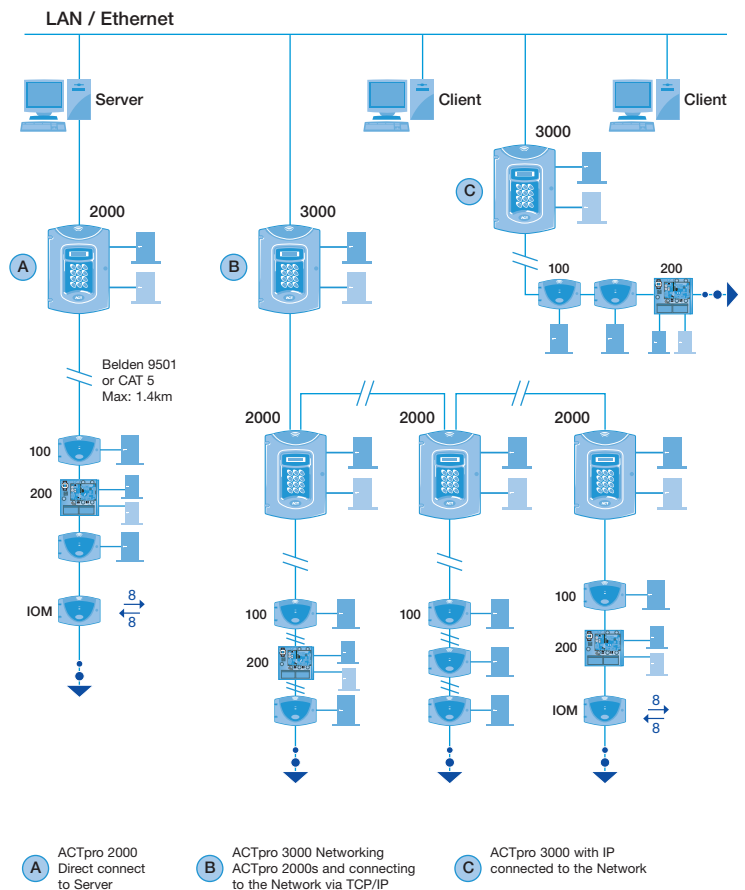 LAN / Ethernet
Server
Client
Client
3000
C
2000
3000
A
B
100
200
Belden 9501
or CAT 5
Max: 1.4km
2000
2000
2000
100
200
IOM
8
8
100
200
100
100
200
IOM
8
8
A
ACTpro 2000
Direct connect
to Server
B
ACTpro 3000 Networking
ACTpro 2000s and connecting
to the Network via TCP/IP
C
ACTpro 3000 with IP
connected to the Network